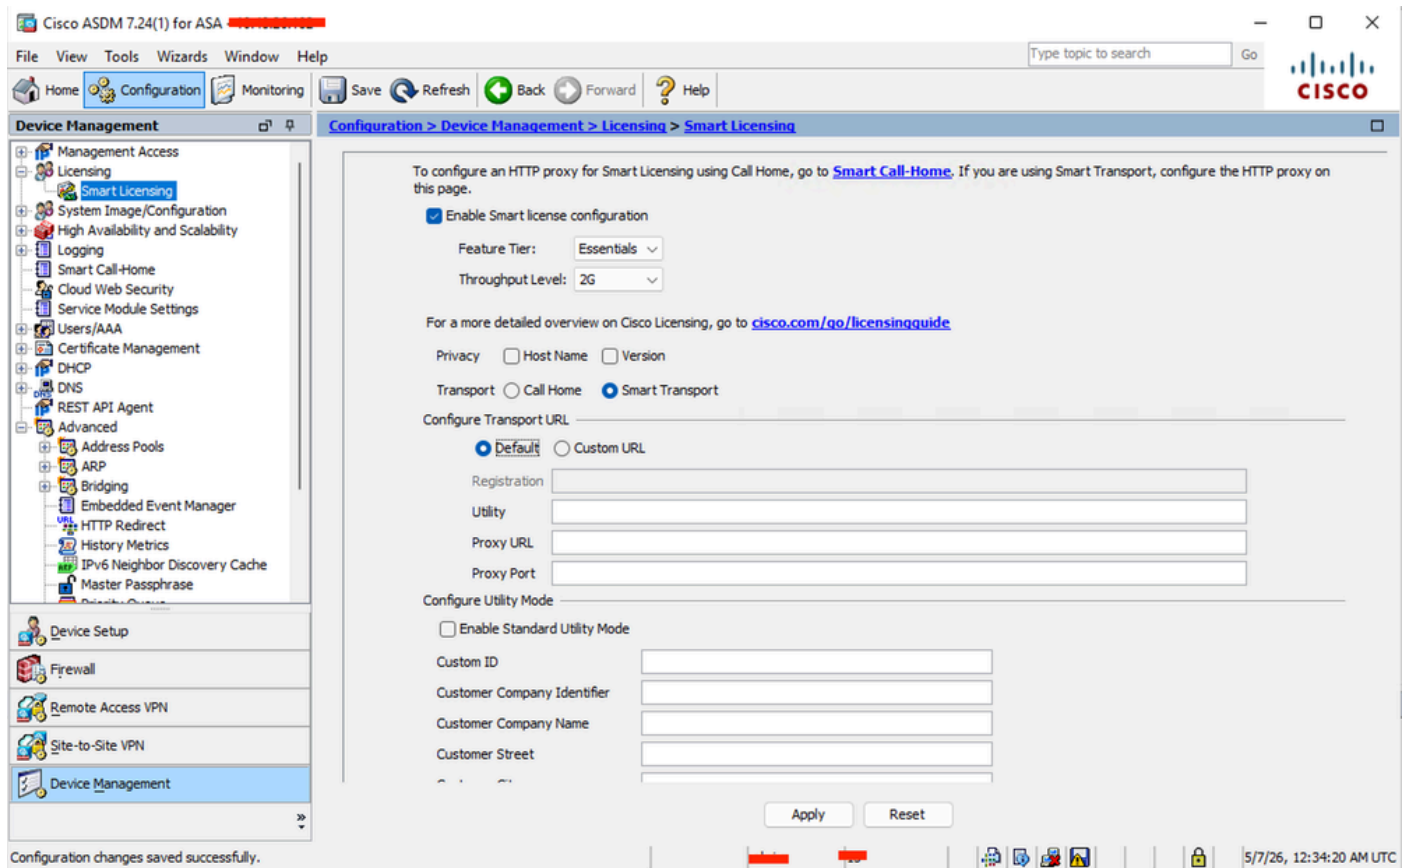 Cisco ASDM 7.24(1) for ASA -
File View Tools Wizards Window Help
Type topic to search Go
Home Configuration Monitoring Save Refresh Back Forward Help
CISCO
Device Management
Configuration > Device Management > Licensing > Smart Licensing
Management Access
Licensing
Smart Licensing
System Image/Configuration
High Availability and Scalability
Logging
Smart Call-Home
Cloud Web Security
Service Module Settings
Users/AAA
Certificate Management
DHCP
DNS
REST API Agent
Advanced
Address Pools
ARP
Bridging
Embedded Event Manager
HTTP Redirect
History Metrics
IPv6 Neighbor Discovery Cache
Master Passphrase
Device Setup
Firewall
Remote Access VPN
Site-to-Site VPN
Device Management
To configure an HTTP proxy for Smart Licensing using Call Home, go to Smart Call-Home. If you are using Smart Transport, configure the HTTP proxy on
this page.
Enable Smart license configuration
Feature Tier: Essentials
Throughput Level: 2G
For a more detailed overview on Cisco Licensing, go to cisco.com/go/licensingguide
Privacy Host Name Version
Transport Call Home Smart Transport
Configure Transport URL
Default Custom URL
Registration
Utility
Proxy URL
Proxy Port
Configure Utility Mode
Enable Standard Utility Mode
Custom ID
Customer Company Identifier
Customer Company Name
Customer Street
Apply Reset
Configuration changes saved successfully.
5/7/26, 12:34:20 AM UTC